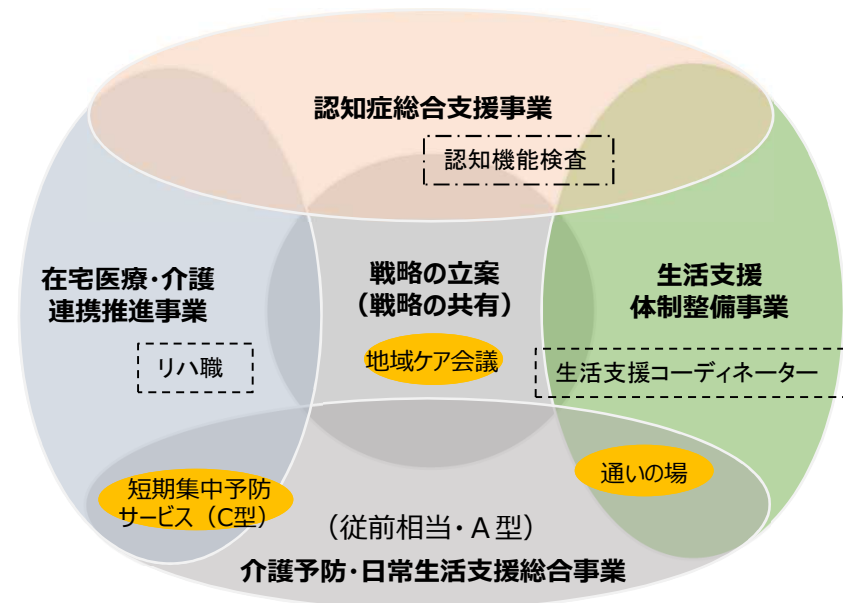 認知症総合支援事業
認知機能検査
在宅医療・介護
連携推進事業
戦略の立案
（戦略の共有）
生活支援
体制整備事業
リハ職
地域ケア会議
生活支援コーディネーター
短期集中予防
サービス（C型）
通いの場
（従前相当・A型）
介護予防・日常生活支援総合事業